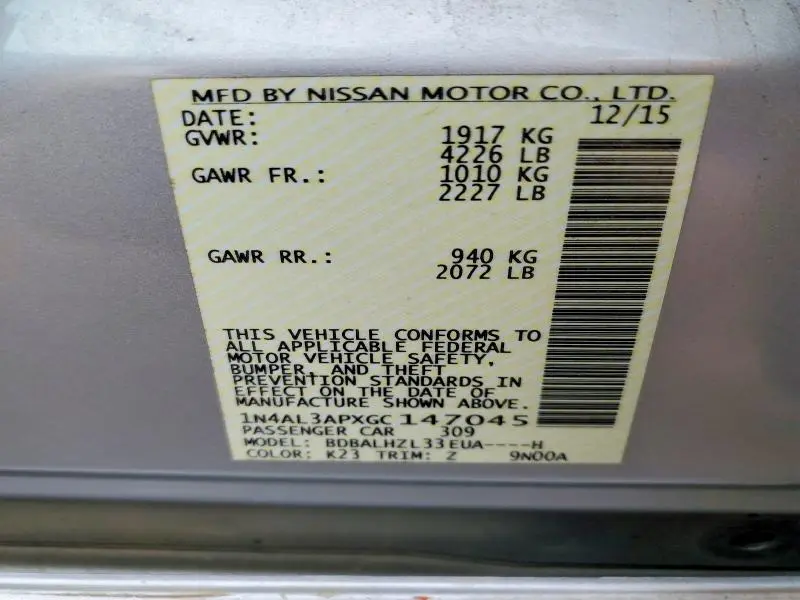 MFD BY NISSAN MOTOR CO., LTD.
DATE: 12/15
GVWR: 1917 KG
4226 LB
GAWR FR.: 1010 KG
2227 LB
GAWR RR.: 940 KG
2072 LB
THIS VEHICLE CONFORMS TO
ALL APPLICABLE FEDERAL
MOTOR VEHICLE SAFETY,
BUMPER, AND THEFT
PREVENTION STANDARDS IN
EFFECT ON THE DATE OF
MANUFACTURE SHOWN ABOVE.
1N4AL3APXGC147045
PASSENGER CAR 309
MODEL: BDBALHZL33EUA----H
COLOR: K23 TRIM: Z 9N00A